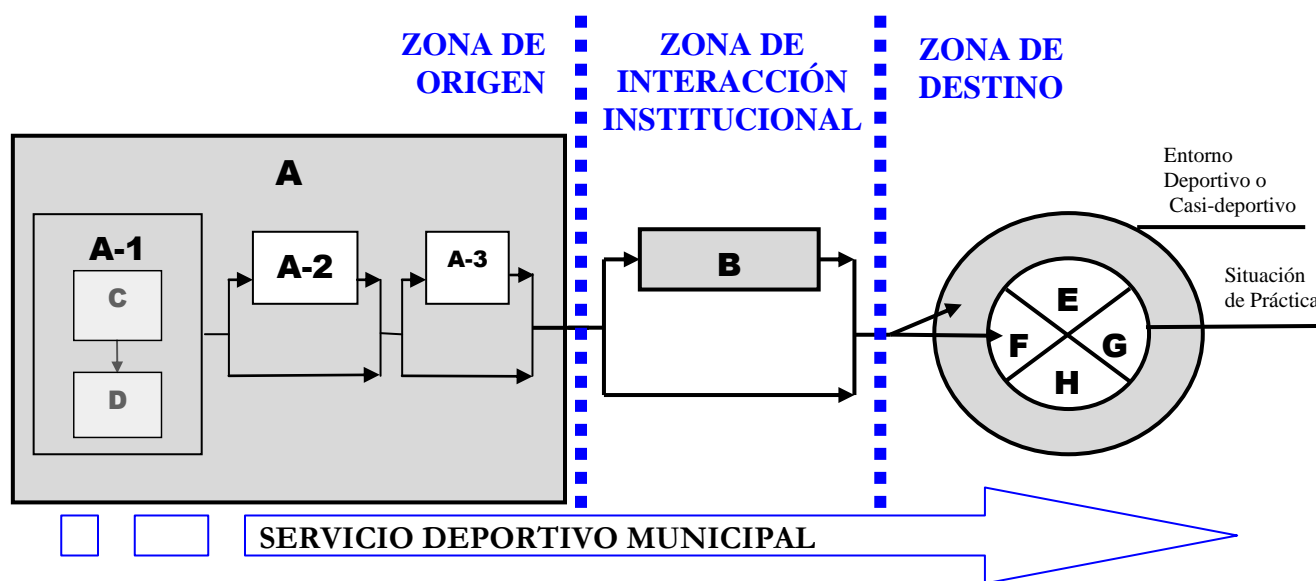 ZONA DE
ORIGEN
ZONA DE
INTERACCIÓN
INSTITUCIONAL
ZONA DE
DESTINO
A
A-1
C
D
A-2
A-3
B
E
F
G
H
Entorno
Deportivo o
Casi-deportivo
Situación
de Práctica
SERVICIO DEPORTIVO MUNICIPAL